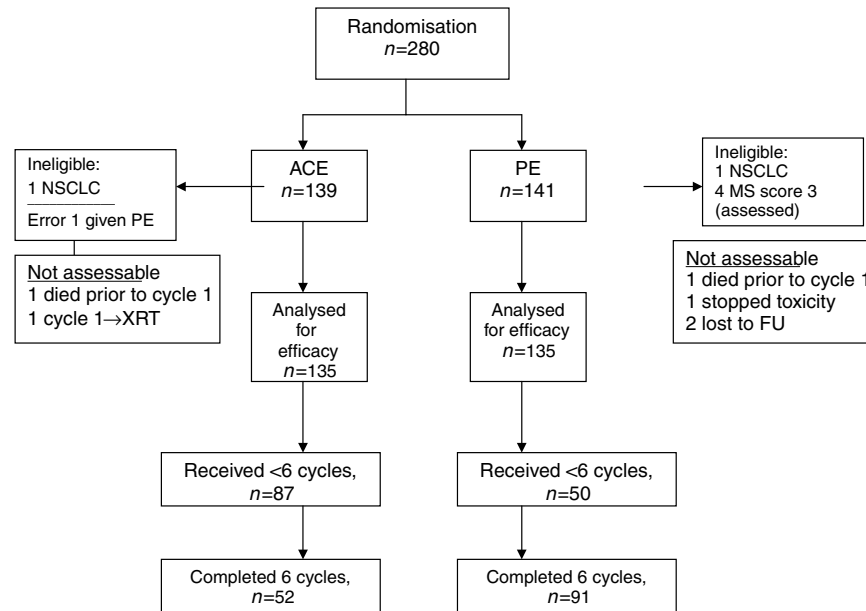 Randomisation
n=280
Ineligible:
1 NSCLC
Error 1 given PE
ACE
n=139
PE
n=141
Ineligible:
1 NSCLC
4 MS score 3
(assessed)
Not assessable
1 died prior to cycle 1
1 cycle 1→XRT
Analysed
for
efficacy
n=135
Analysed
for efficacy
n=135
Not assessable
1 died prior to cycle 1
1 stopped toxicity
2 lost to FU
Received <6 cycles,
n=87
Received <6 cycles,
n=50
Completed 6 cycles,
n=52
Completed 6 cycles,
n=91